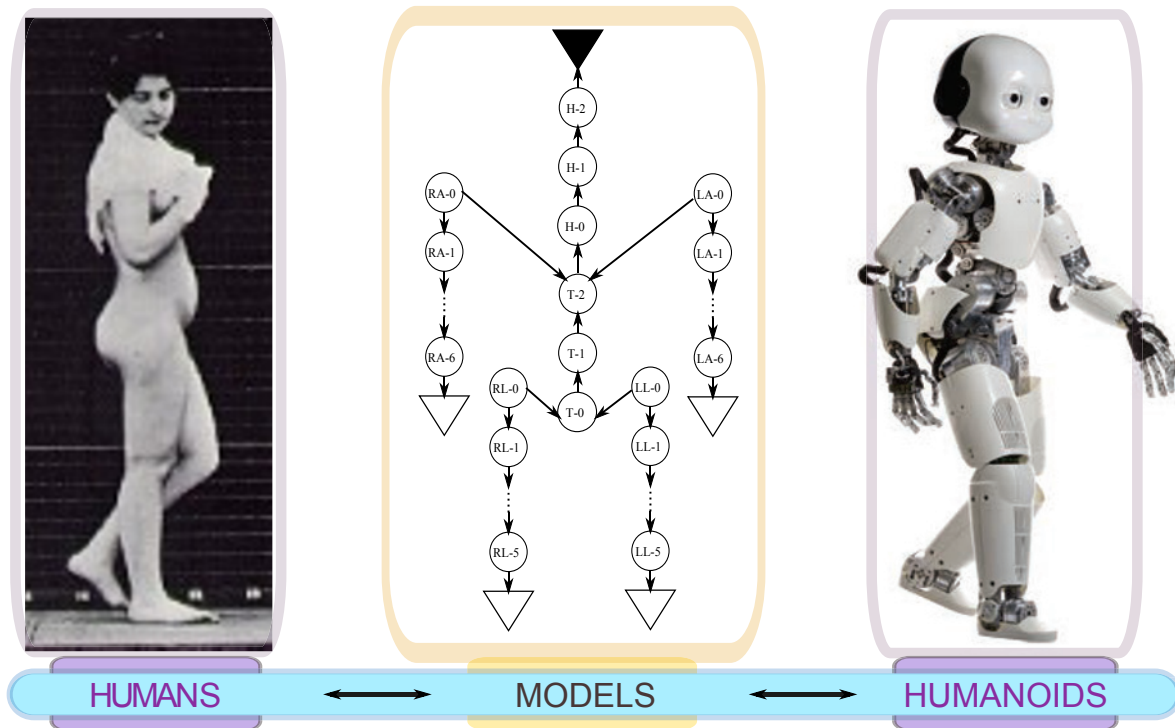 H-2
H-1
RA-0
LA-0
H-0
RA-1
LA-1
T-2
T-1
RA-6
LA-6
RL-0
LL-0
T-0
RL-1
LL-1
RL-5
LL-5
HUMANS
MODELS
HUMANOIDS